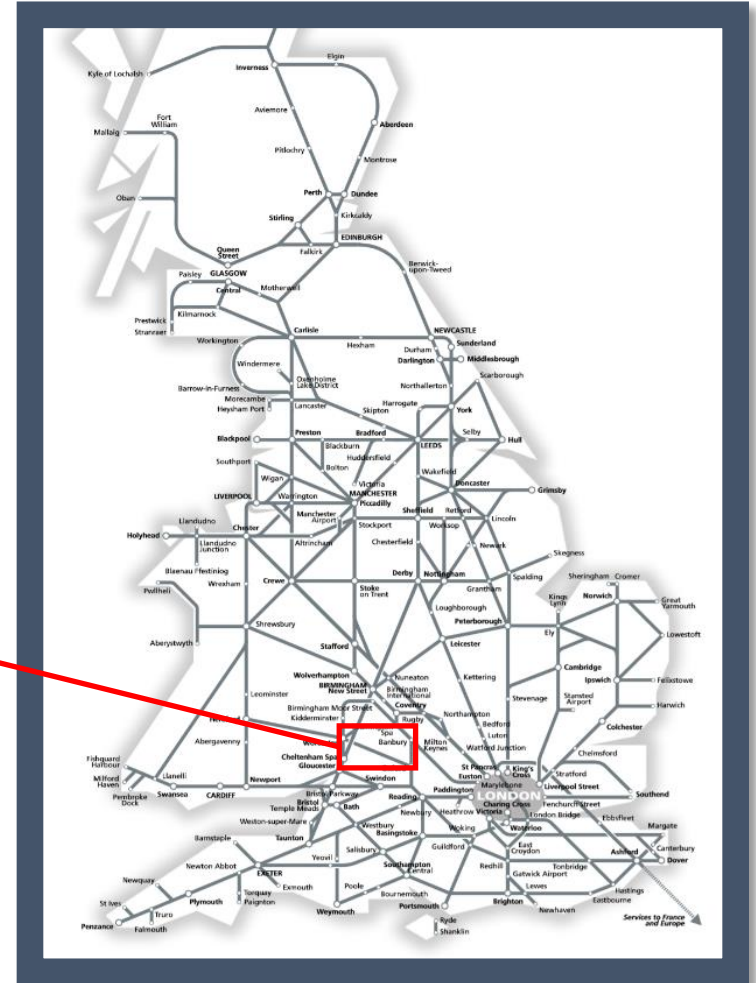 Elgin
Inverness
Kyle of Lochalsh
Aviemore
Fort
William
Aberdeen
Mallaig
Pitlochry
Montrose
Perth
Dundee
Oban
Stirling
Kirkcaldy
EDINBURGH
Queen
Street
Falkirk
Berwick-
upon-Tweed
Paisley
GLASGOW
Central
Motherwell
Prestwick
Kilmarnock
Stranraer
Carlisle
NEWCASTLE
Workington
Hexham
Sunderland
Durham
Darlington
Middlesbrough
Windermere
Scarborough
Oxenholme
Lake District
Barrow-in-Furness
Northallerton
Morecambe
Heysham Port
Lancaster
Harrogate
York
Skipton
Blackpool
Preston
Bradford
LEEDS
Selby
Hull
Blackburn
Huddersfield
Southport
Bolton
Wakefield
Wigan
Victoria
MANCHESTER
Piccadilly
Doncaster
Grimsby
LIVERPOOL
Warrington
Manchester
Airport
Sheffield
Retford
Lincoln
Llandudno
Stockport
Worksop
Holyhead
Chester
Llandudno
Junction
Altrincham
Chesterfield
Newark
Skegness
Blaenau Ffestiniog
Derby
Nottingham
Spalding
Sheringham
Cromer
Pwllheli
Wrexham
Crewe
Stoke
on Trent
Grantham
Kings
Lynn
Norwich
Great
Yarmouth
Loughborough
Shrewsbury
Peterborough
Aberystwyth
Stafford
Leicester
Ely
Lowestoft
Wolverhampton
Nuneaton
Kettering
Cambridge
BIRMINGHAM
New Street
Birmingham
International
Ipswich
Felixstowe
Leominster
Birmingham Moor Street
Coventry
Stevenage
Stansted
Airport
Harwich
Kidderminster
Rugby
Northampton
Bedford
Colchester
Spa
Banbury
Milton
Keynes
Luton
Abergavenny
Watford Junction
Chelmsford
Fishguard
Harbour
Cheltenham Spa
Gloucester
St Pancras
King's
Cross
Stratford
Milford
Haven
Llanelli
Newport
Swindon
Euston
Marylebone
Liverpool Street
Pembroke
Dock
Swansea
CARDIFF
Bristol Parkway
Bristol
Temple Meads
Bath
Reading
Paddington
LONDON
Fenchurch Street
Southend
Charing Cross
Weston-super-Mare
Newbury
Heathrow
Victoria
London Bridge
Ebbsfleet
Westbury
Basingstoke
Woking
Waterloo
Margate
Barnstaple
Taunton
Salisbury
Guildford
East
Croydon
Canterbury
Yeovil
Southampton
Central
Redhill
Tonbridge
Ashford
Dover
Newton Abbot
EXETER
Gatwick Airport
Newquay
Exmouth
Poole
Bournemouth
Lewes
Hastings
Torquay
Paignton
Eastbourne
St Ives
Plymouth
Weymouth
Portsmouth
Brighton
Newhaven
Truro
Penzance
Falmouth
Ryde
Shanklin
Services to France
and Europe